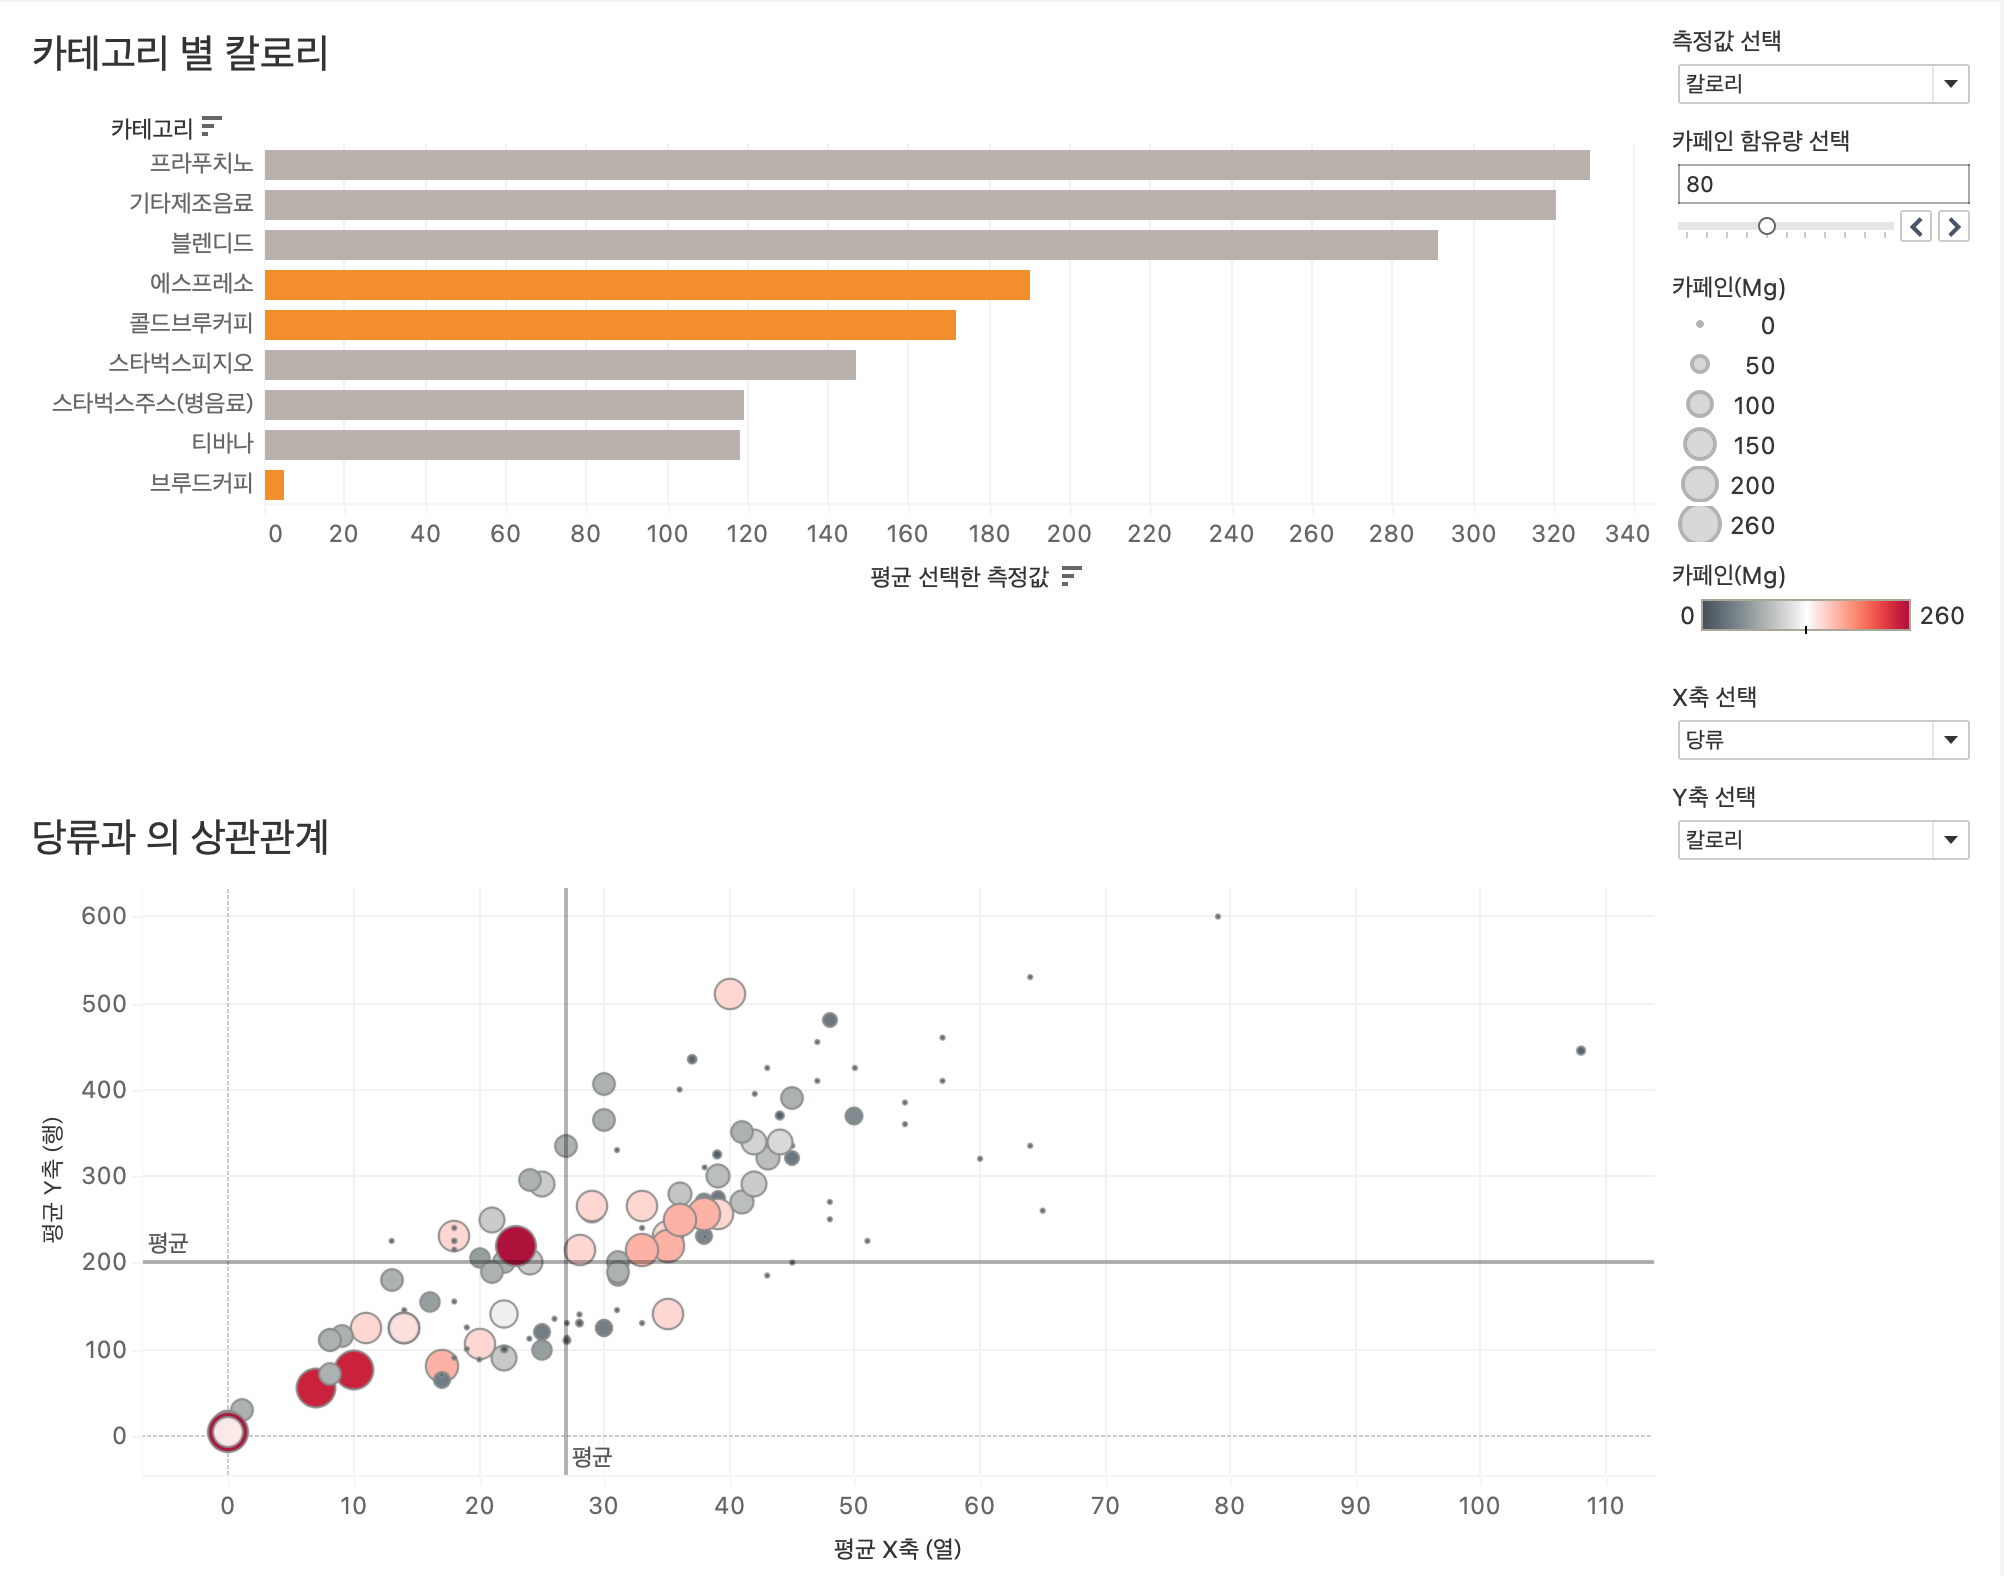 카테고리 별 칼로리
카테고리
프라푸치노
기타제조음료
블렌디드
에스프레소
콜드브루커피
스타벅스피지오
스타벅스주스(병음료)
티바나
브루드커피
0 20 40 60 80 100 120 140 160 180 200 220 240 260 280 300 320 340
평균 선택한 측정값
측정값 선택
칼로리
카페인 함유량 선택
80
카페인(Mg)
0
50
100
150
200
260
카페인(Mg)
0 260
X축 선택
당류
Y축 선택
칼로리
당류과 의 상관관계
평균 Y축 (행)
600
500
400
300
200
100
0
평균
평균
0 10 20 30 40 50 60 70 80 90 100 110
평균 X축 (열)